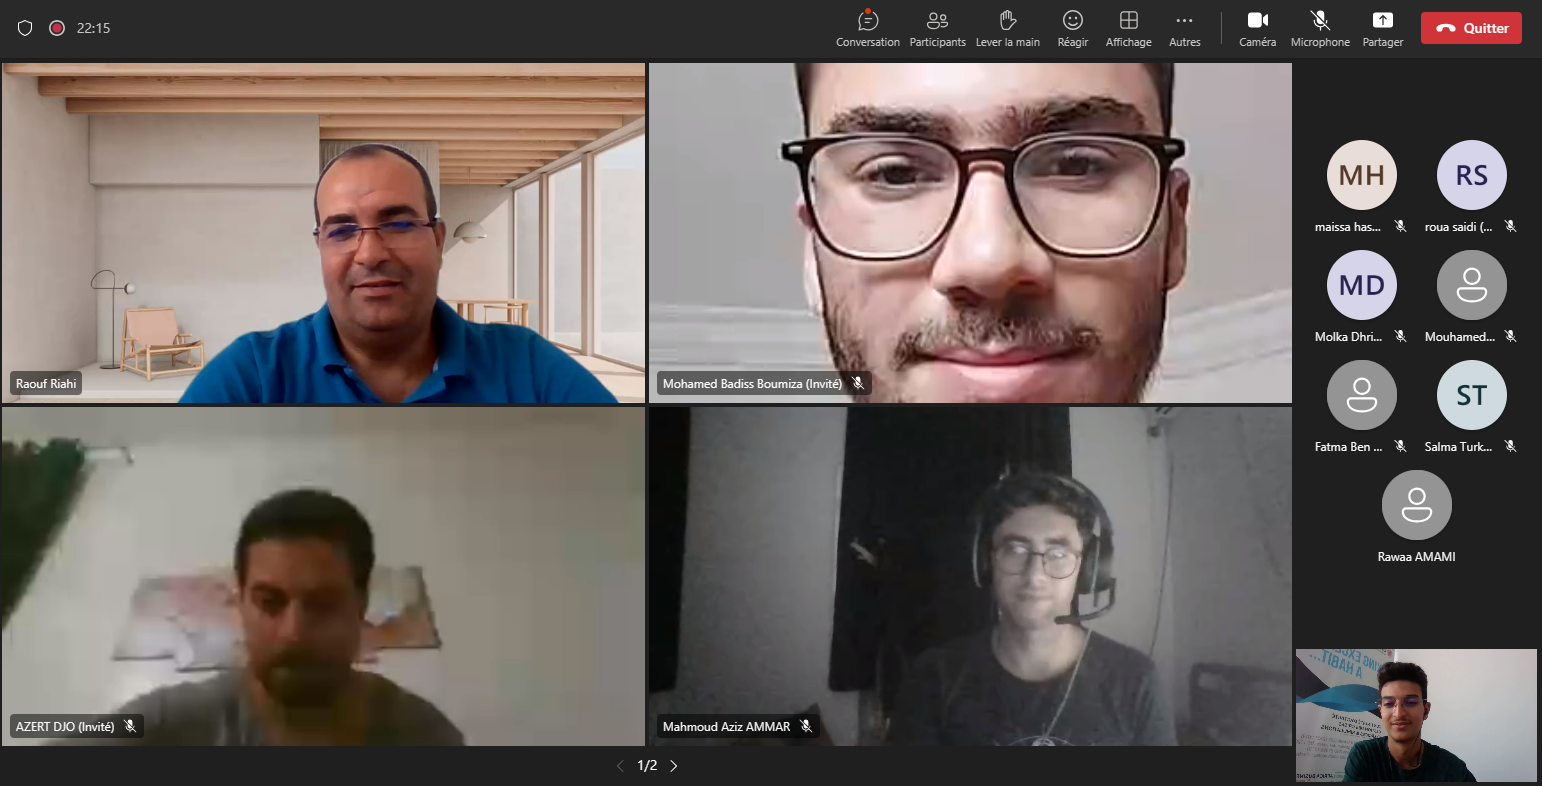 22:15
Conversation
Participants
Lever la main
Réagir
Affichage
Autres
Caméra
Microphone
Partager
Quitter
Raouf Riahi
Mohamed Badiss Boumiza (Invité)
AZERT DJO (Invité)
Mahmoud Aziz AMMAR
MH
maissa has...
RS
roua saidi (...
MD
Molka Dhri...
Mouhamed...
Fatma Ben ...
ST
Salma Turk...
Rawaa AMAMI
A HABIT...
1/2